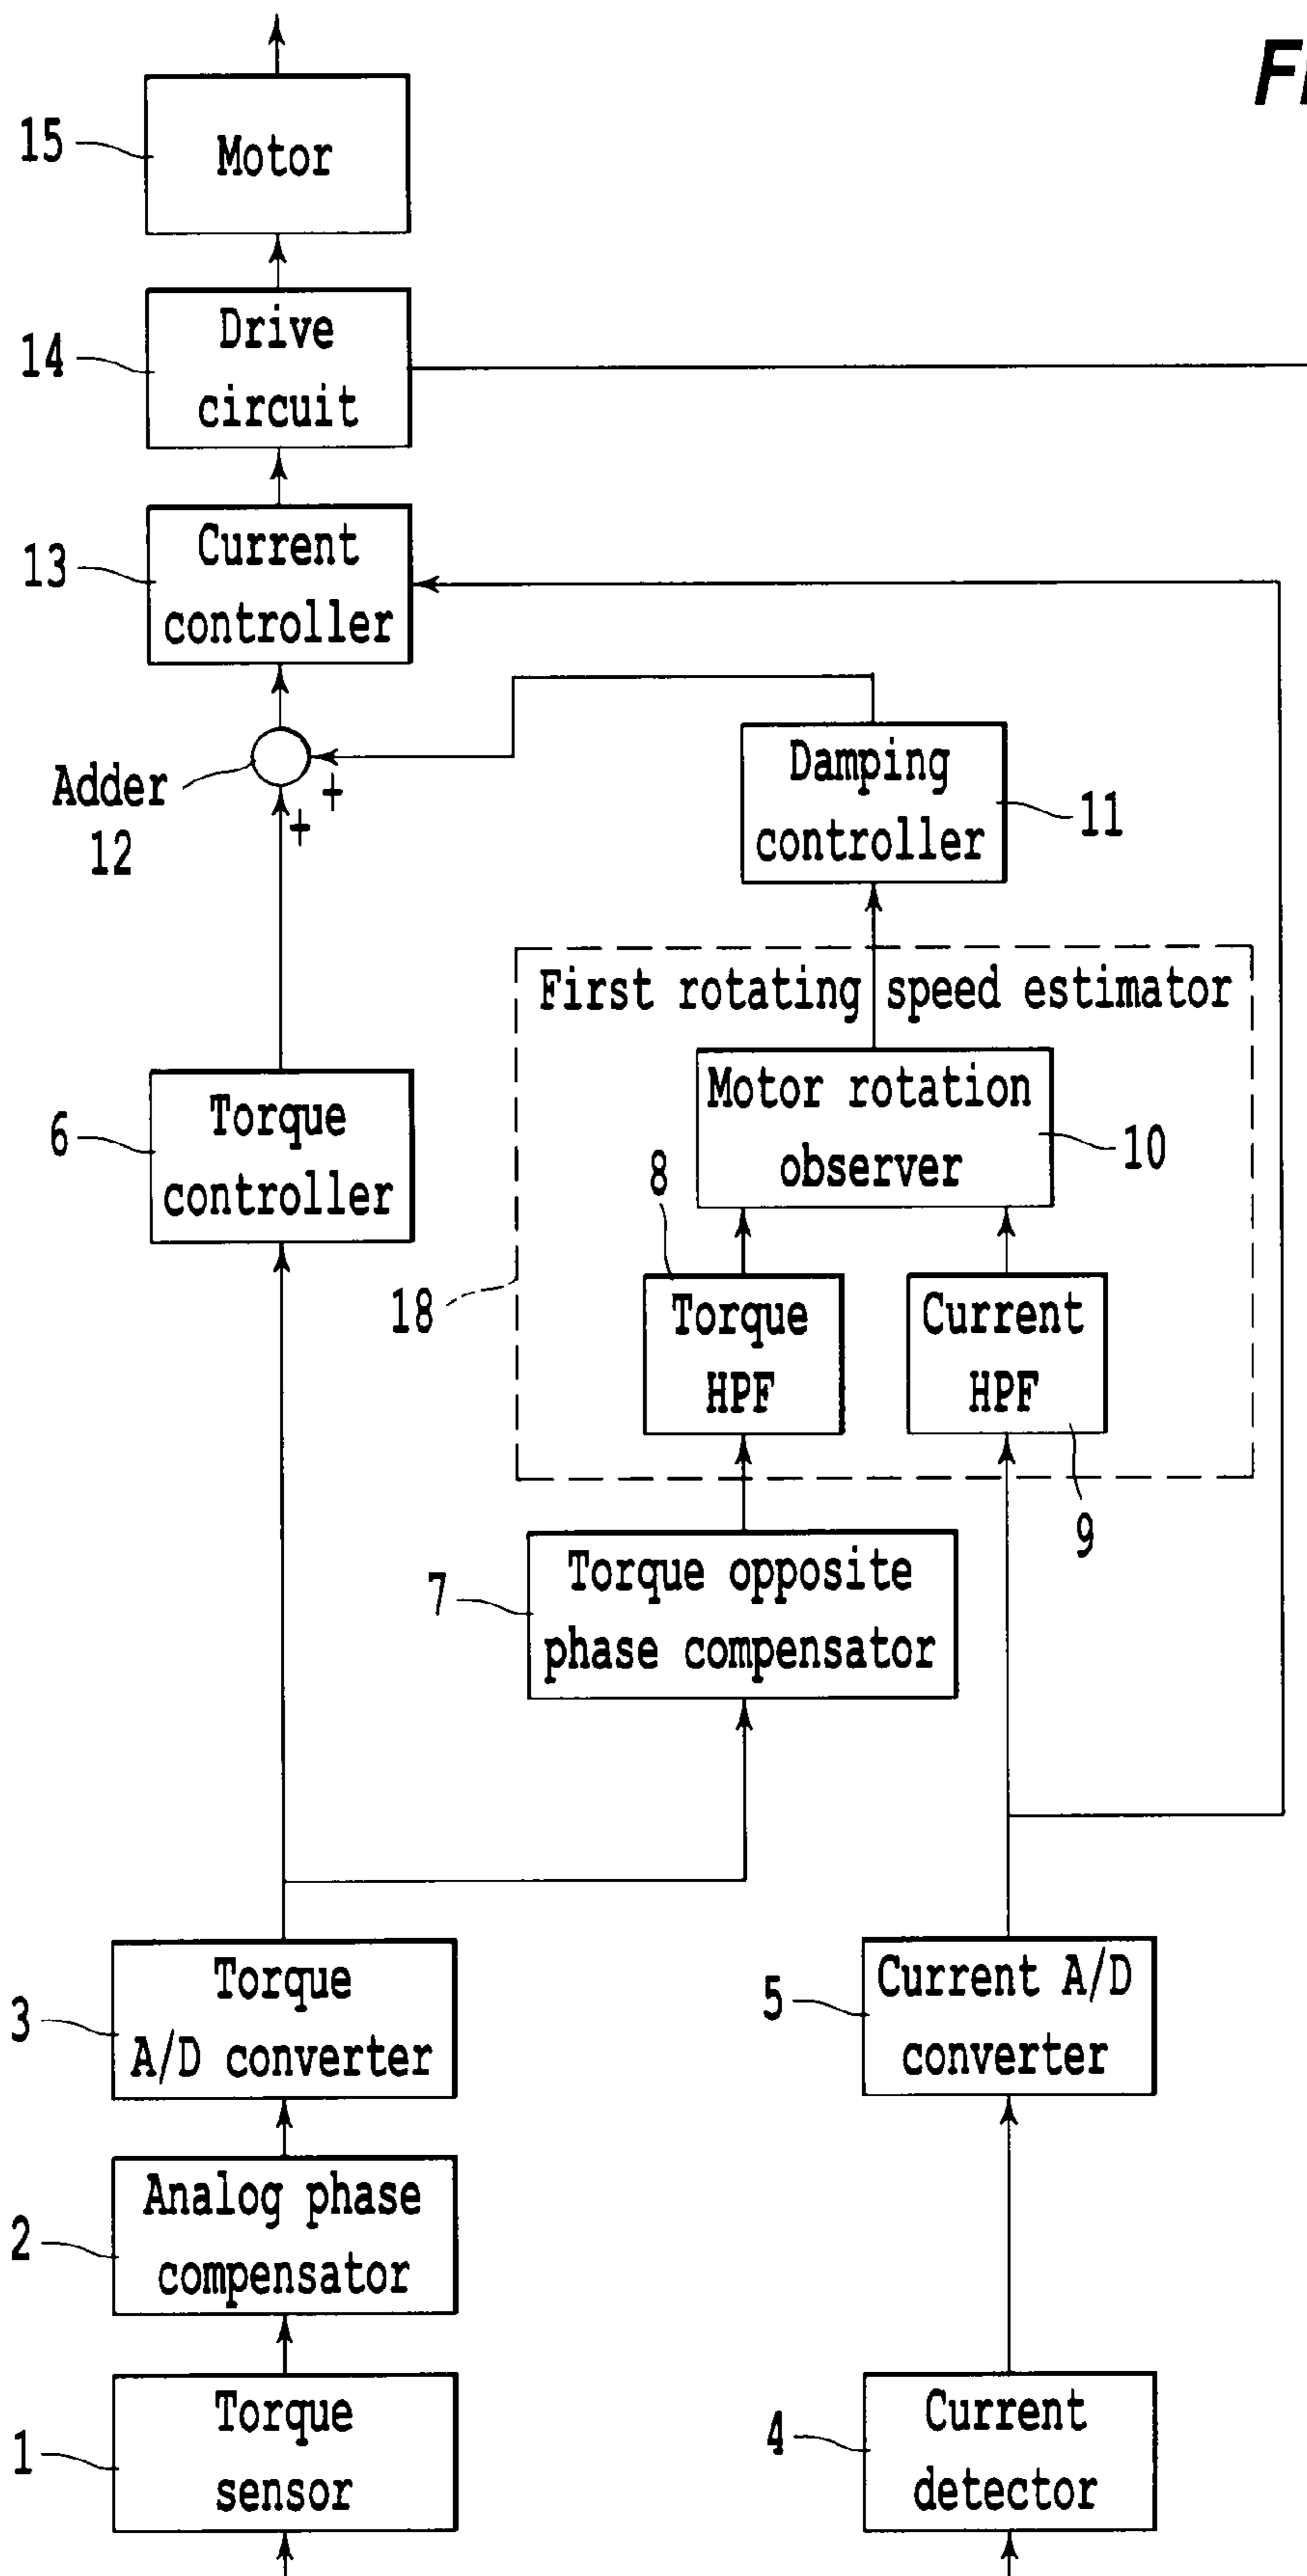 15
Motor
14
Drive
circuit
13
Current
controller
Adder
12
+
+
Damping
controller
11
First rotating speed estimator
Motor rotation
observer
10
6
Torque
controller
8
18
Torque
HPF
Current
HPF
9
7
Torque opposite
phase compensator
3
Torque
A/D converter
5
Current A/D
converter
2
Analog phase
compensator
1
Torque
sensor
4
Current
detector